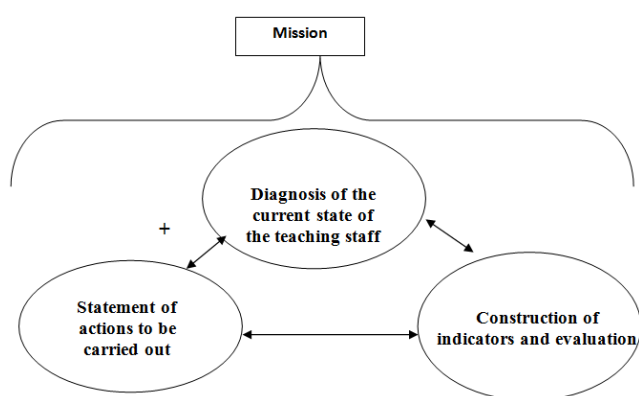 Mission
Diagnosis of the
current state of
the teaching staff
+
Statement of
actions to be
carried out
Construction of
indicators and evaluation